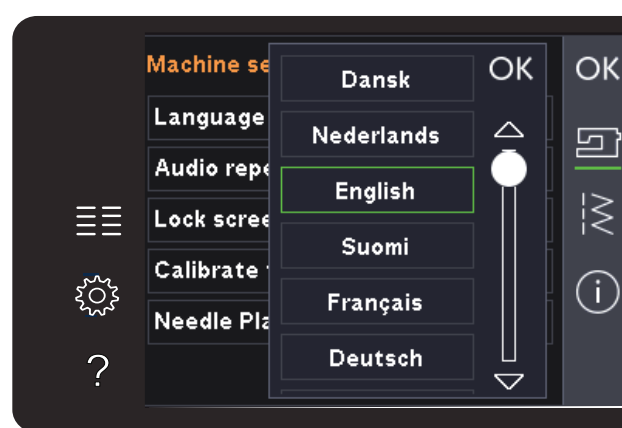 Machine se
Language
Audio repe
Lock scree
Calibrate
Needle Pla
Dansk
Nederlands
English
Suomi
Français
Deutsch
OK
OK
i
?